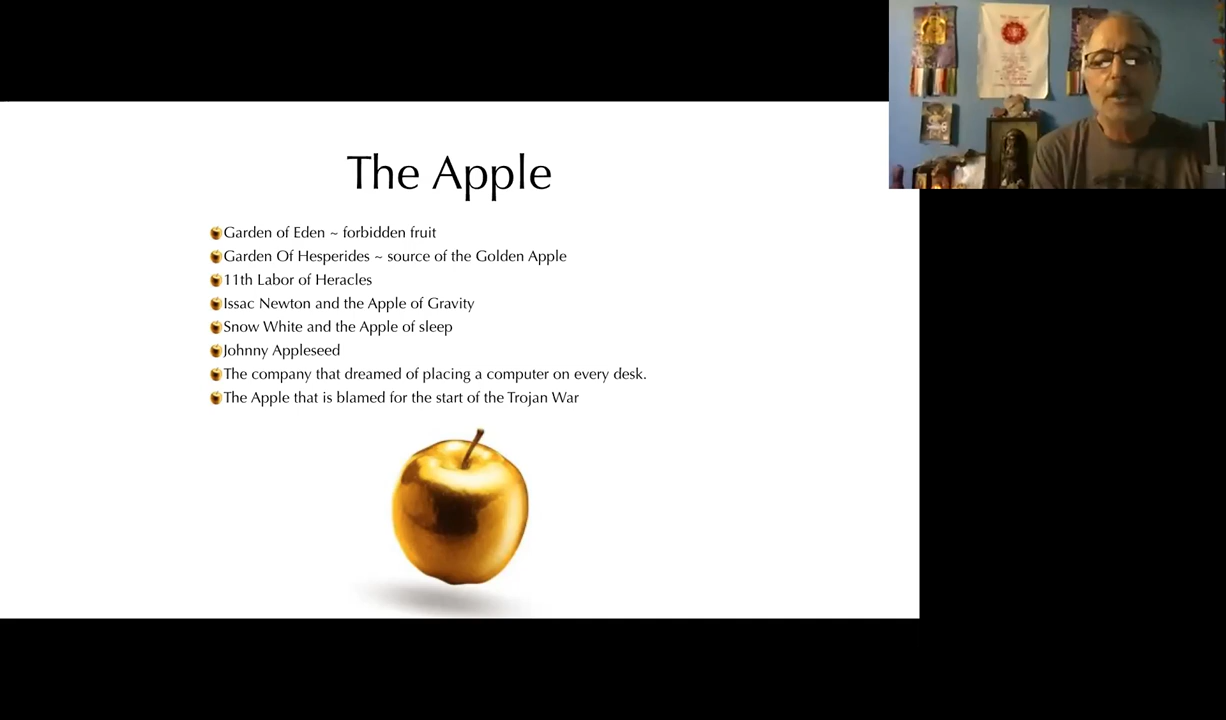 The Apple
Garden of Eden ~ forbidden fruit
Garden Of Hesperides ~ source of the Golden Apple
11th Labor of Heracles
Issac Newton and the Apple of Gravity
Snow White and the Apple of sleep
Johnny Appleseed
The company that dreamed of placing a computer on every desk.
The Apple that is blamed for the start of the Trojan War